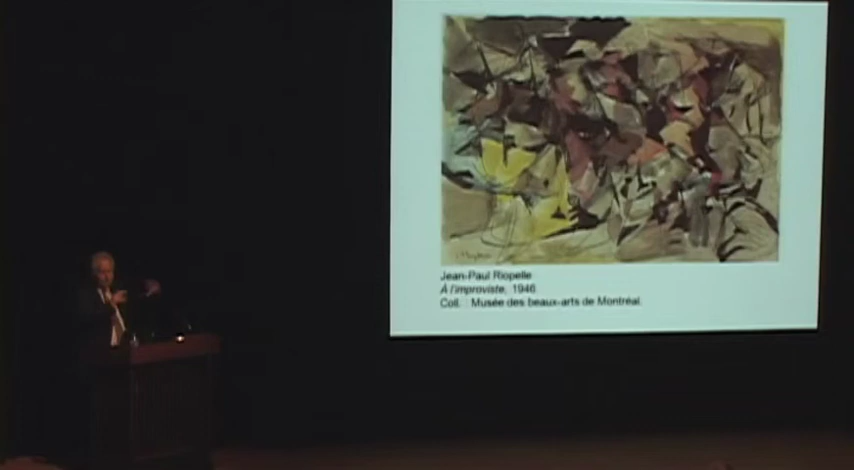 Jean-Paul Riopelle
À l'improviste, 1946
Coll. : Musée des beaux-arts de Montréal.